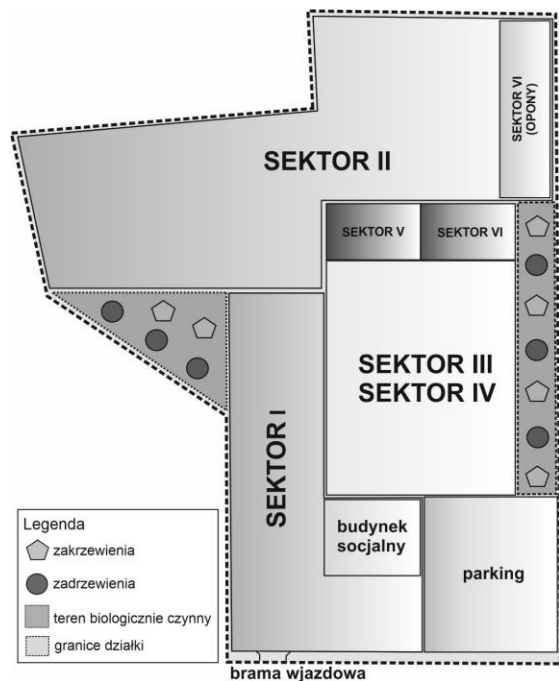 SEKTOR VI
(OPONY)
SEKTOR II
SEKTOR V
SEKTOR VI
SEKTOR III
SEKTOR IV
SEKTOR I
budynek
socjalny
parking
Legenda
zakrzewienia
zadrzewienia
teren biologicznie czynny
granice działki
brama wjazdowa